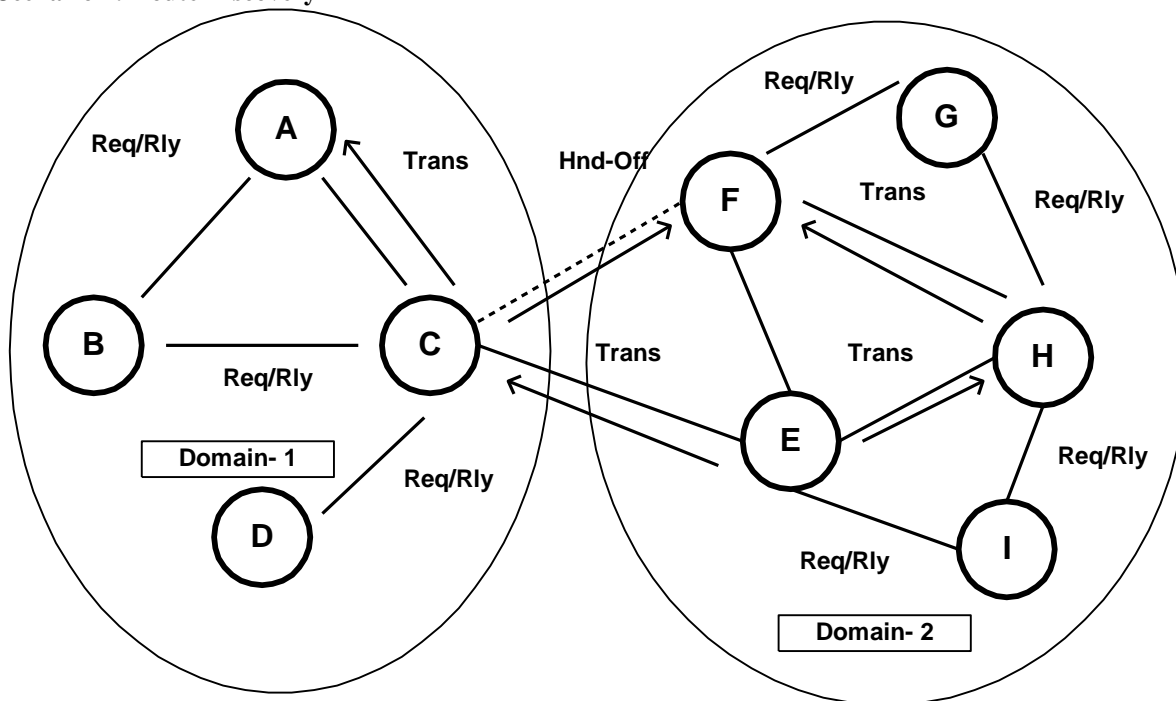 Req/Rly
G
A
Req/Rly
Trans
Hnd-Off
F
Trans
Req/Rly
B
C
Trans
Trans
H
Req/Rly
E
Domain- 1
Req/Rly
Req/Rly
D
I
Req/Rly
Domain- 2